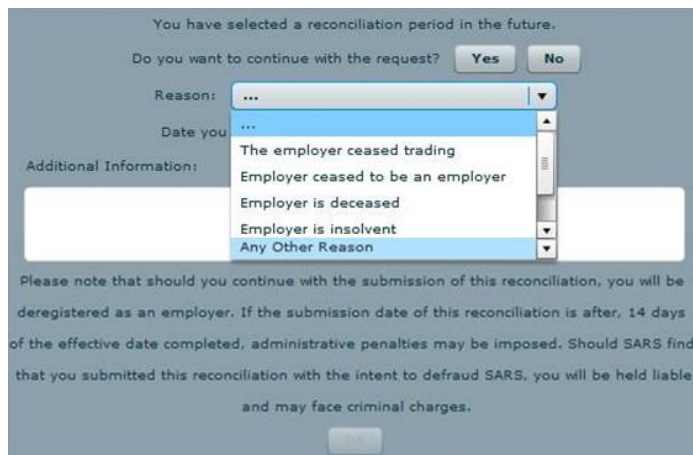 You have selected a reconciliation period in the future.
Do you want to continue with the request? Yes No
Reason: ...
Date you
...
The employer ceased trading
Employer ceased to be an employer
Employer is deceased
Employer is insolvent
Any Other Reason
Additional Information:
Please note that should you continue with the submission of this reconciliation, you will be
deregistered as an employer. If the submission date of this reconciliation is after, 14 days
of the effective date completed, administrative penalties may be imposed. Should SARS find
that you submitted this reconciliation with the intent to defraud SARS, you will be held liable
and may face criminal charges.